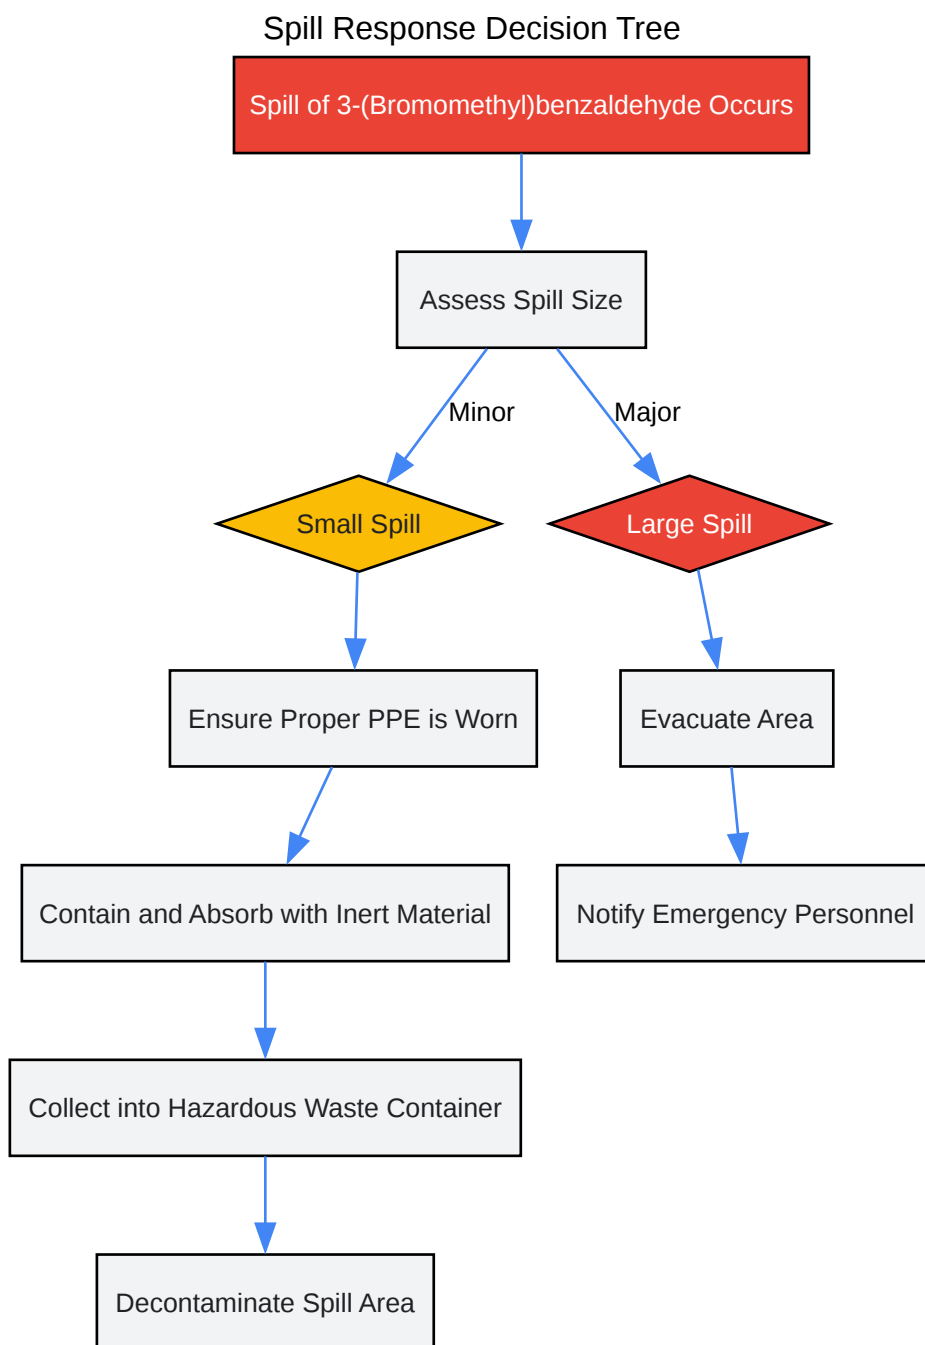 Spill Response Decision Tree
Spill of 3-(Bromomethyl)benzaldehyde Occurs
Assess Spill Size
Minor
Major
Small Spill
Large Spill
Ensure Proper PPE is Worn
Evacuate Area
Contain and Absorb with Inert Material
Notify Emergency Personnel
Collect into Hazardous Waste Container
Decontaminate Spill Area